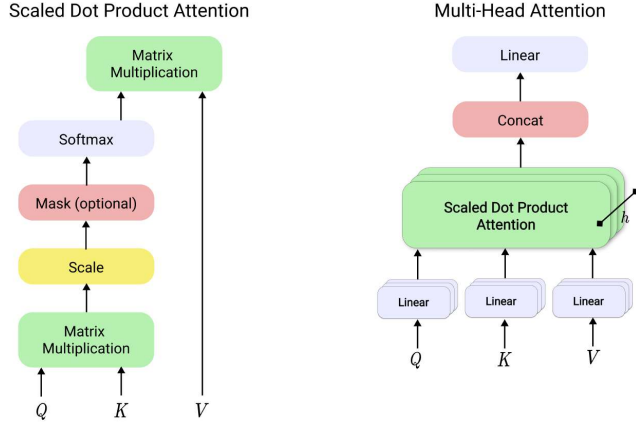 Scaled Dot Product Attention
Matrix
Multiplication
Softmax
Mask (optional)
Scale
Matrix
Multiplication
Q K V
Multi-Head Attention
Linear
Concat
Scaled Dot Product
Attention
h
Linear Linear Linear
Q K V